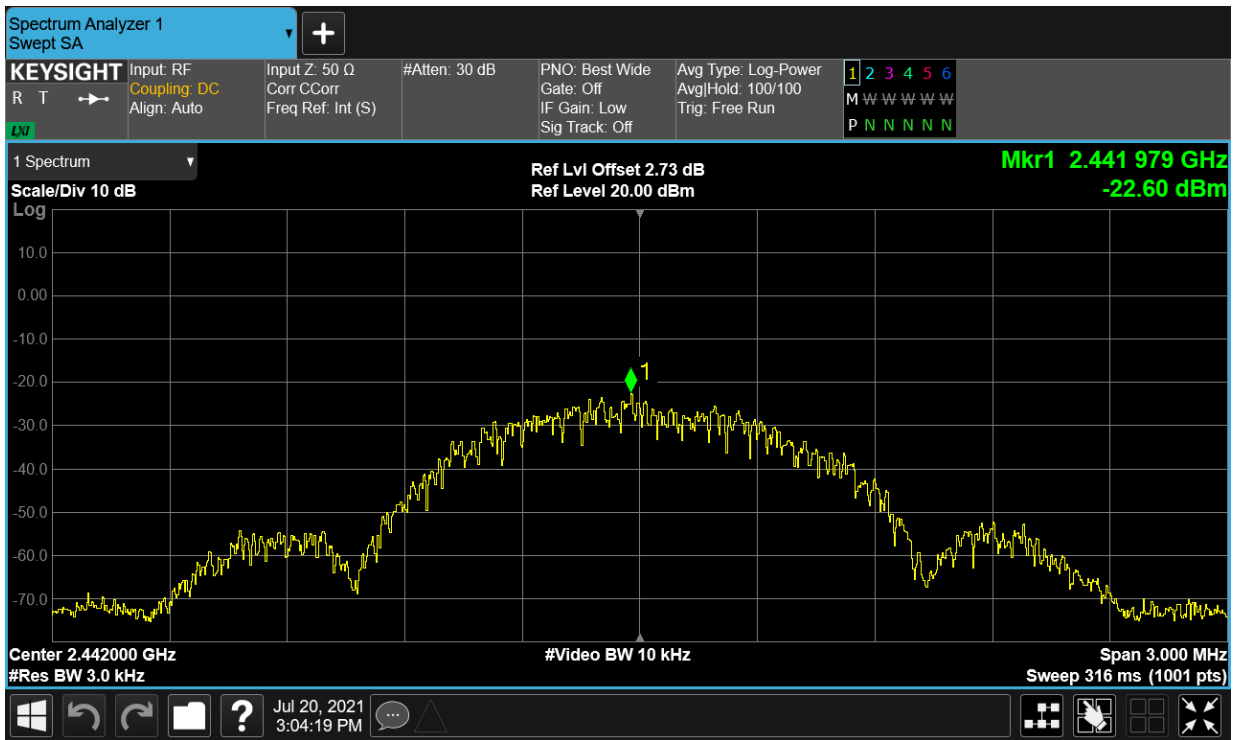 Spectrum Analyzer 1
Swept SA
+
KEYSIGHT
R T
LXI
Input: RF
Coupling: DC
Align: Auto
Input Z: 50 Ω
Corr CCorr
Freq Ref: Int (S)
#Atten: 30 dB
PNO: Best Wide
Gate: Off
IF Gain: Low
Sig Track: Off
Avg Type: Log-Power
Avg|Hold: 100/100
Trig: Free Run
1 2 3 4 5 6
M W W W W W
P N N N N N
1 Spectrum
Scale/Div 10 dB
Log
Ref Lvl Offset 2.73 dB
Ref Level 20.00 dBm
Mkr1 2.441 979 GHz
-22.60 dBm
10.0
0.00
-10.0
-20.0
1
-30.0
-40.0
-50.0
-60.0
-70.0
Center 2.442000 GHz
#Res BW 3.0 kHz
#Video BW 10 kHz
Span 3.000 MHz
Sweep 316 ms (1001 pts)
?
Jul 20, 2021
3:04:19 PM